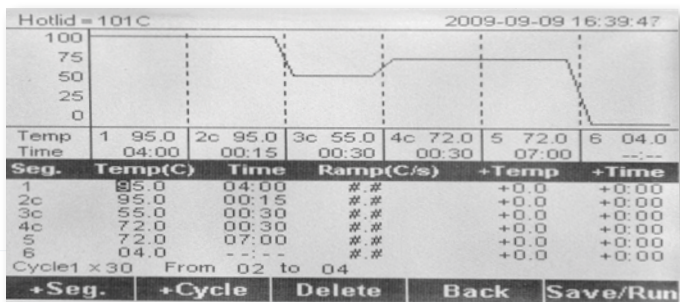 Hotlid = 101C 2009-09-09 16:39:47
100
75
50
25
0
Temp 1 95.0 2c 95.0 3c 55.0 4c 72.0 5 72.0 6 04.0
Time 04:00 00:15 00:30 00:30 07:00 --:--
Seg. Temp(C) Time Ramp(C/s) +Temp +Time
1 95.0 04:00 #.# +0.0 +0:00
2c 95.0 00:15 #.# +0.0 +0:00
3c 55.0 00:30 #.# +0.0 +0:00
4c 72.0 00:30 #.# +0.0 +0:00
5 72.0 07:00 #.# +0.0 +0:00
6 04.0 --:-- #.# +0.0 +0:00
Cycle1 ×30 From 02 to 04
+Seg. +Cycle Delete Back Save/Run